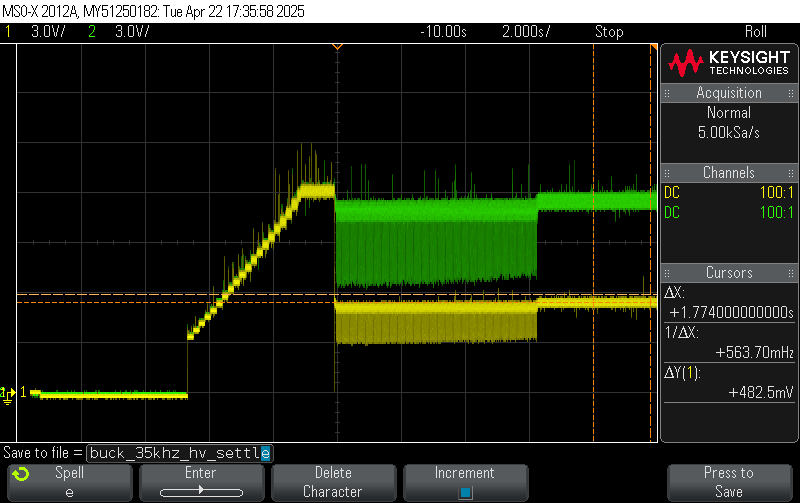 MSO-X 2012A, MY51250182: Tue Apr 22 17:35:58 2025
1 3.0V/ 2 3.0V/ -10.00s 2.000s/ Stop Roll
KEYSIGHT
TECHNOLOGIES
Acquisition
Normal
5.00kSa/s
Channels
DC 100:1
DC 100:1
Cursors
ΔX:
+1.774000000000s
1/ΔX:
+563.70mHz
ΔY(1):
+482.5mV
1
Save to file = buck_35khz_hv_settle
Spell
e
Enter
Delete
Character
Increment
Press to
Save